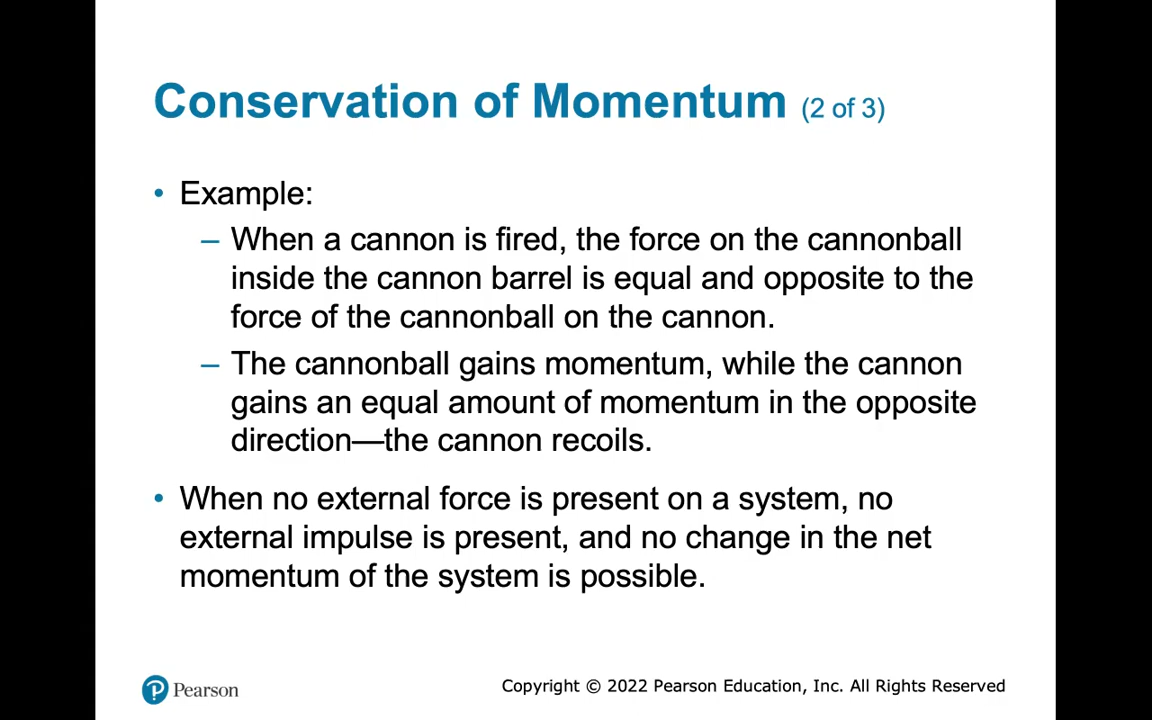 Conservation of Momentum (2 of 3)
• Example:
– When a cannon is fired, the force on the cannonball
inside the cannon barrel is equal and opposite to the
force of the cannonball on the cannon.
– The cannonball gains momentum, while the cannon
gains an equal amount of momentum in the opposite
direction—the cannon recoils.
• When no external force is present on a system, no
external impulse is present, and no change in the net
momentum of the system is possible.
P Pearson
Copyright © 2022 Pearson Education, Inc. All Rights Reserved